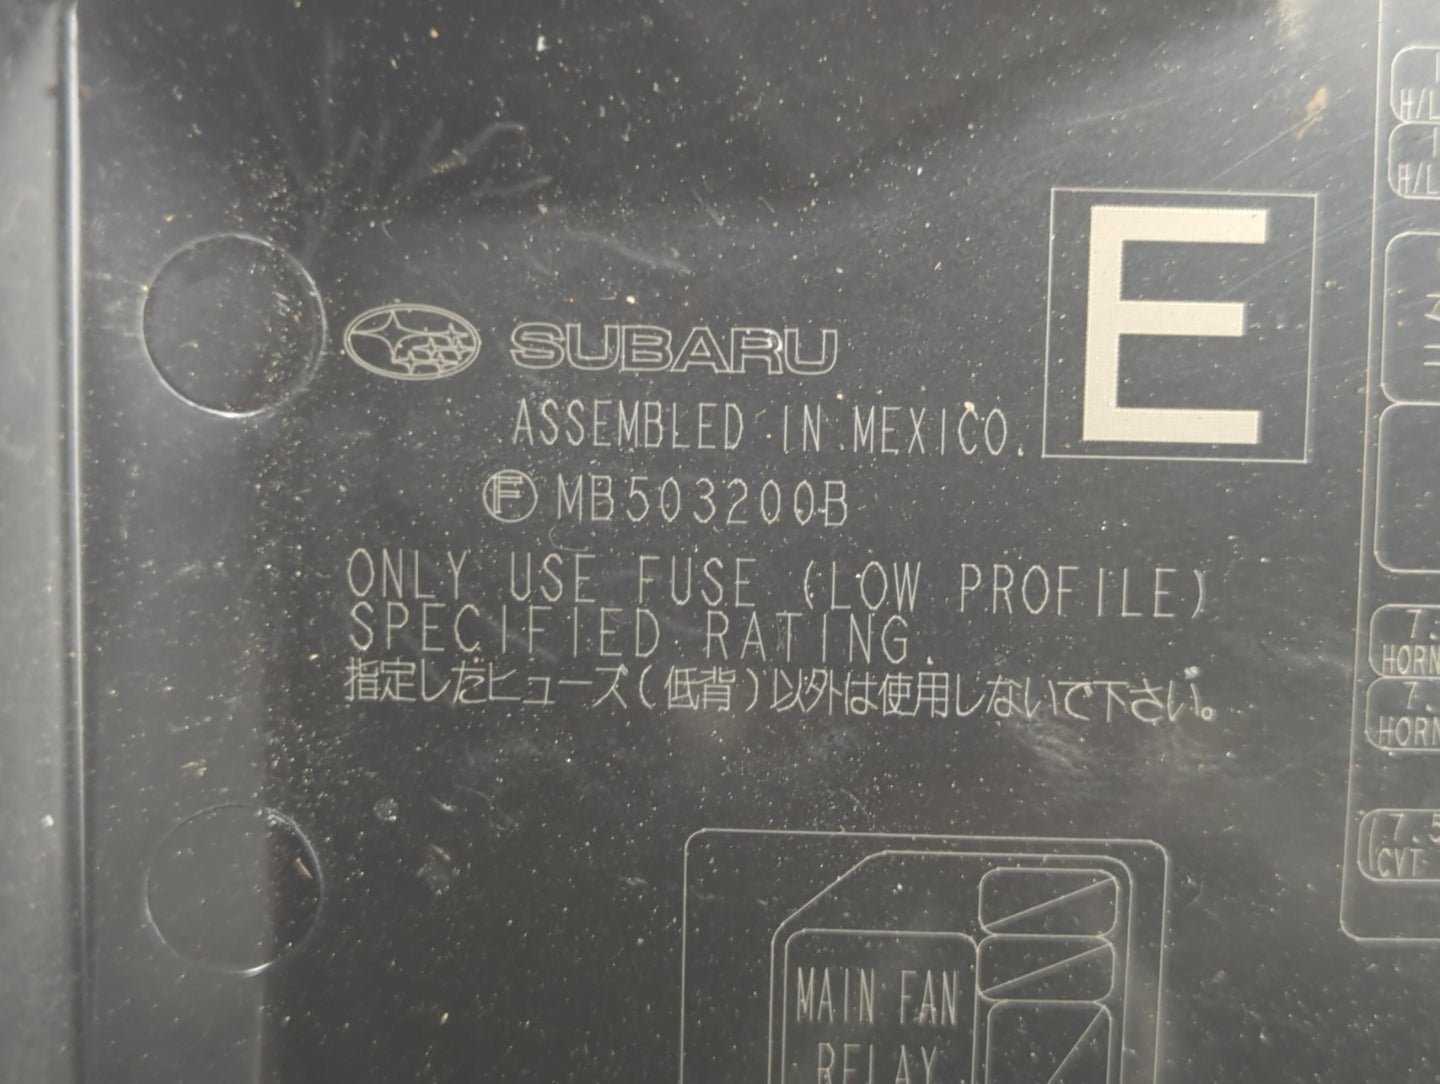 SUBARU
E
ASSEMBLED IN MEXICO.
Ⓕ MB503200B
ONLY USE FUSE (LOW PROFILE)
SPECIFIED RATING.
指定したヒューズ(低背)以外は使用しないで下さい。
H/L
H/L
HORN
HORN
7.5
CVT
MAIN FAN
RELAY